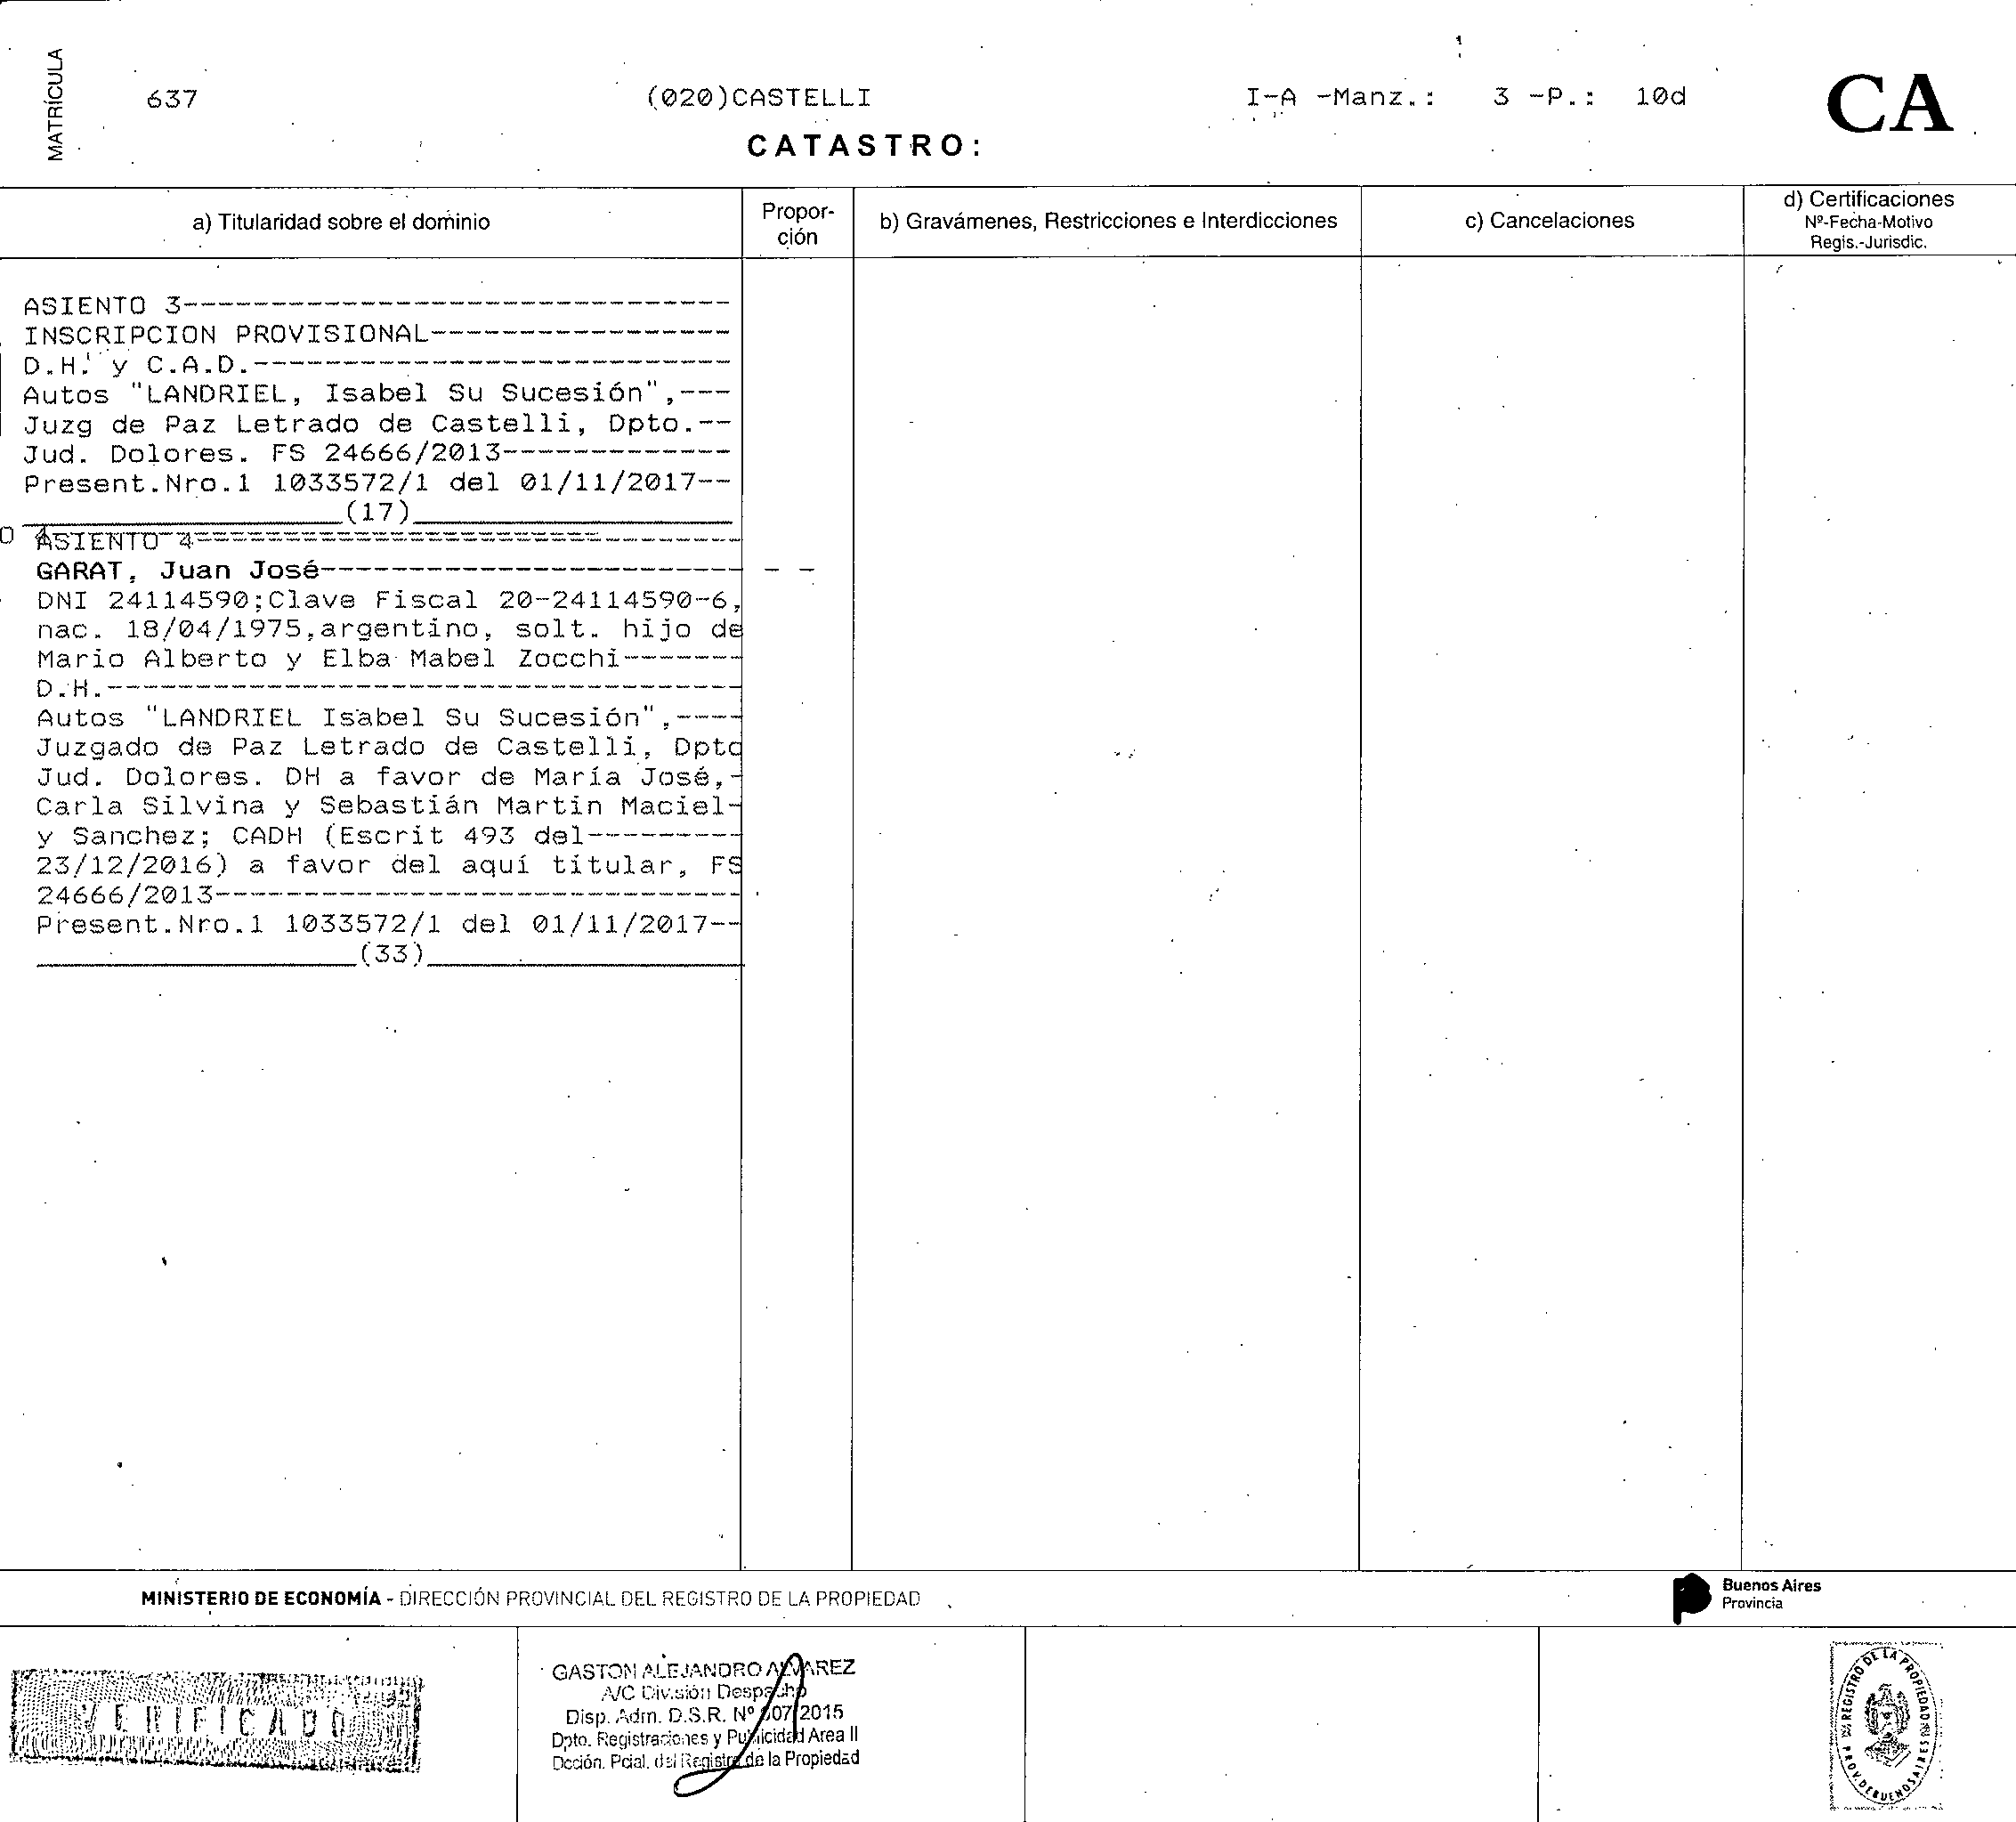 MATRÍCULA
637 (020)CASTELLI I-A -Manz.: 3 -P.: 10d
CA
CATASTRO:
a) Titularidad sobre el dominio
Propor-
ción
b) Gravámenes, Restricciones e Interdicciones
c) Cancelaciones
d) Certificaciones
Nº-Fecha-Motivo
Regis.-Jurisdic.
ASIENTO 3-------------------------------
INSCRIPCION PROVISIONAL-----------------
D.H. y C.A.D.---------------------------
Autos "LANDRIEL, Isabel Su Sucesión",---
Juzg de Paz Letrado de Castelli, Dpto.--
Jud. Dolores. FS 24666/2013-------------
Present.Nro.1 1033572/1 del 01/11/2017--
__________________(17)__________________
ASIENTO 4===============================
GARAT, Juan José------------------------ - -
DNI 24114590;Clave Fiscal 20-24114590-6,
nac. 18/04/1975,argentino, solt. hijo de
Mario Alberto y Elba Mabel Zocchi-------
D.H.------------------------------------
Autos "LANDRIEL Isabel Su Sucesión",----
Juzgado de Paz Letrado de Castelli, Dpto
Jud. Dolores. DH a favor de María José,-
Carla Silvina y Sebastián Martin Maciel-
y Sanchez; CADH (Escrit 493 del---------
23/12/2016) a favor del aquí titular, FS
24666/2013------------------------------
Present.Nro.1 1033572/1 del 01/11/2017--
__________________(33)__________________
MINISTERIO DE ECONOMÍA - DIRECCIÓN PROVINCIAL DEL REGISTRO DE LA PROPIEDAD
Buenos Aires
Provincia
VERIFICADO
GASTON ALEJANDRO ALVAREZ
A/C División Despacho
Disp. Adm. D.S.R. Nº 007/2015
Dpto. Registraciones y Publicidad Area II
Dcción. Pcial. del Registro de la Propiedad
REGISTRO DE LA PROPIEDAD
PROV. DE BUENOS AIRES